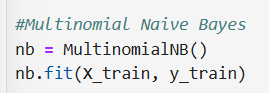 #Multinomial Naive Bayes
nb = MultinomialNB()
nb.fit(X_train, y_train)